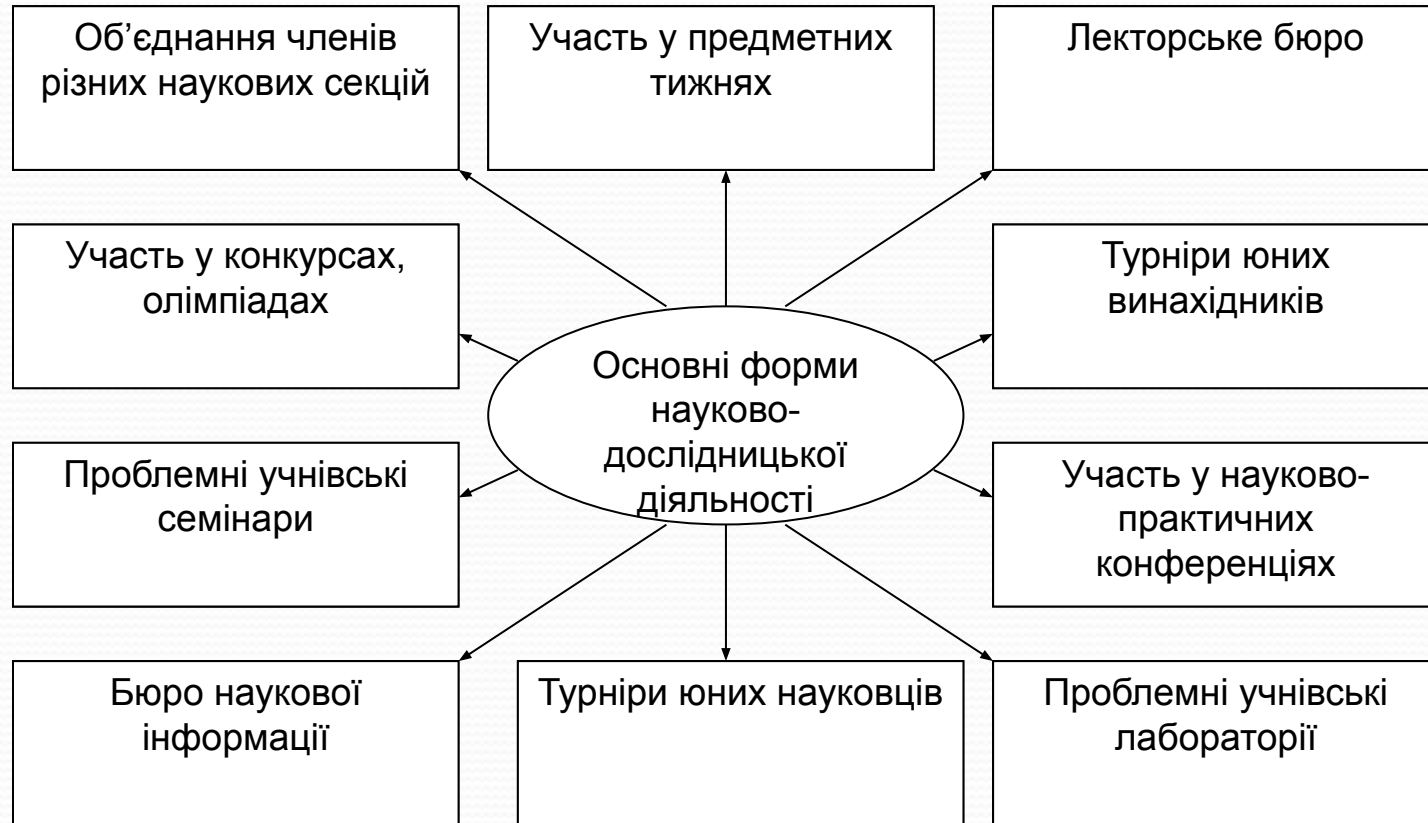 Об’єднання членів
різних наукових секцій
Участь у предметних
тижнях
Лекторське бюро
Участь у конкурсах,
олімпіадах
Турніри юних
винахідників
Основні форми
науково-
дослідницької
діяльності
Проблемні учнівські
семінари
Участь у науково-
практичних
конференціях
Бюро наукової
інформації
Турніри юних науковців
Проблемні учнівські
лабораторії